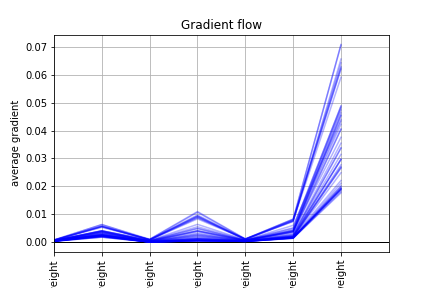 Gradient flow
average gradient
0.07
0.06
0.05
0.04
0.03
0.02
0.01
0.00
eight
eight
eight
eight
eight
eight
eight